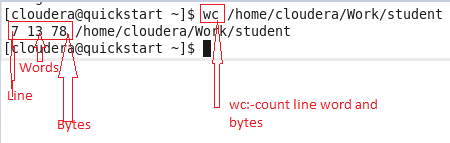 [cloudera@quickstart ~]$ wc /home/cloudera/Work/student
7 13 78 /home/cloudera/Work/student
[cloudera@quickstart ~]$
Words
Line
Bytes
wc:-count line word and
bytes